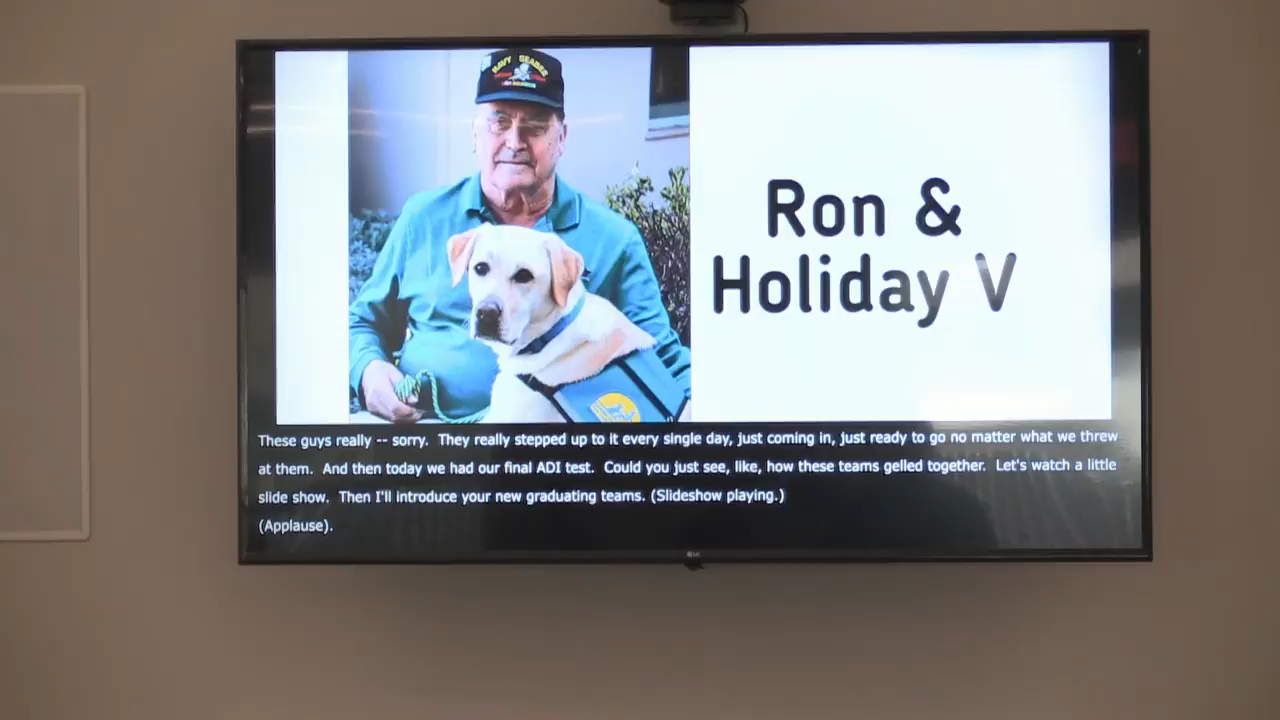 NAVY SEABEE
Ron &
Holiday V
These guys really -- sorry. They really stepped up to it every single day, just coming in, just ready to go no matter what we threw
at them. And then today we had our final ADI test. Could you just see, like, how these teams gelled together. Let's watch a little
slide show. Then I'll introduce your new graduating teams. (Slideshow playing.)
(Applause).
LG